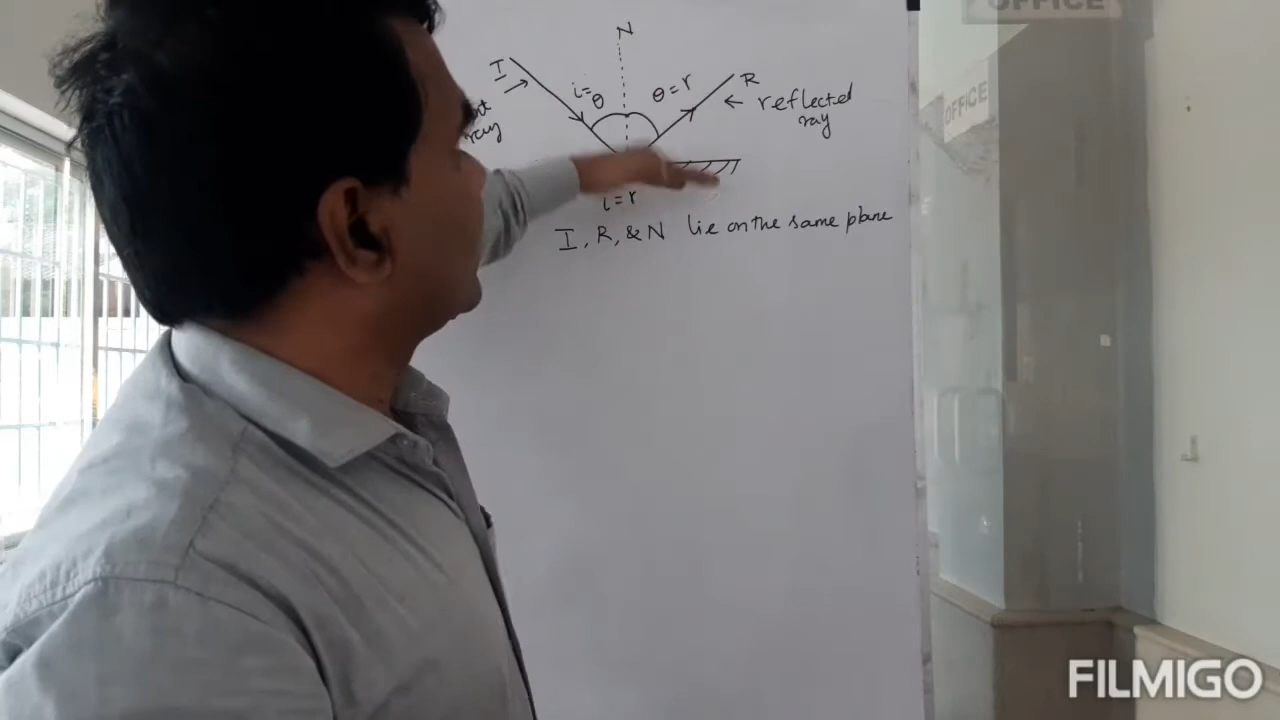 OFFICE
OFFICE
N
I
i=
θ
θ=r
R
reflected
ray
ray
i=r
I, R, & N lie on the same plane
FILMIGO